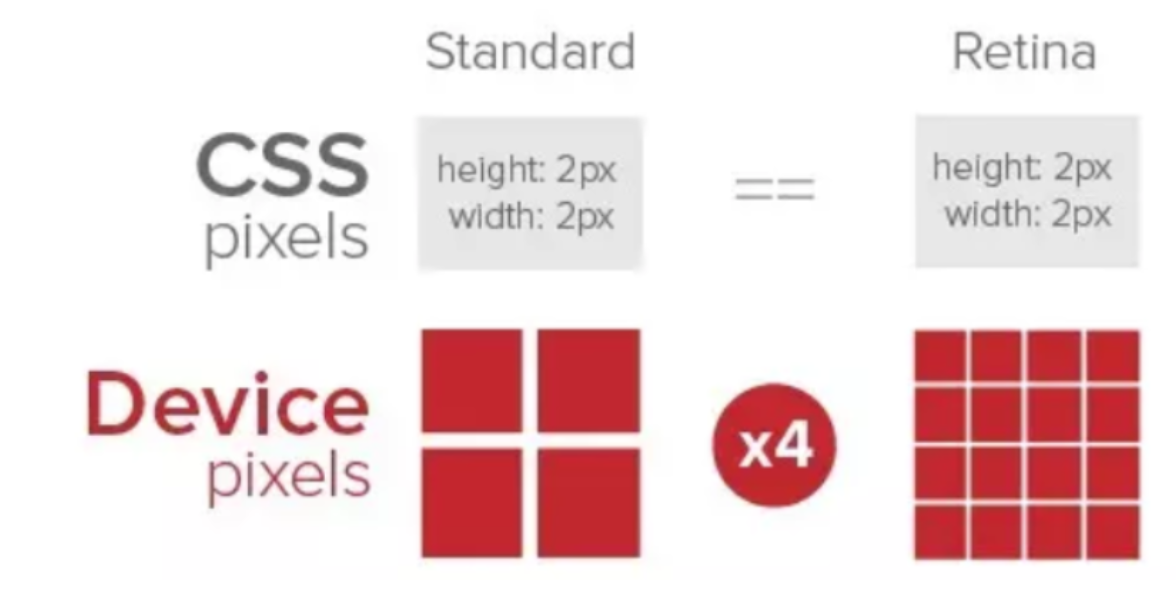 Standard
Retina
CSS
pixels
height: 2px
width: 2px
==
height: 2px
width: 2px
Device
pixels
x4